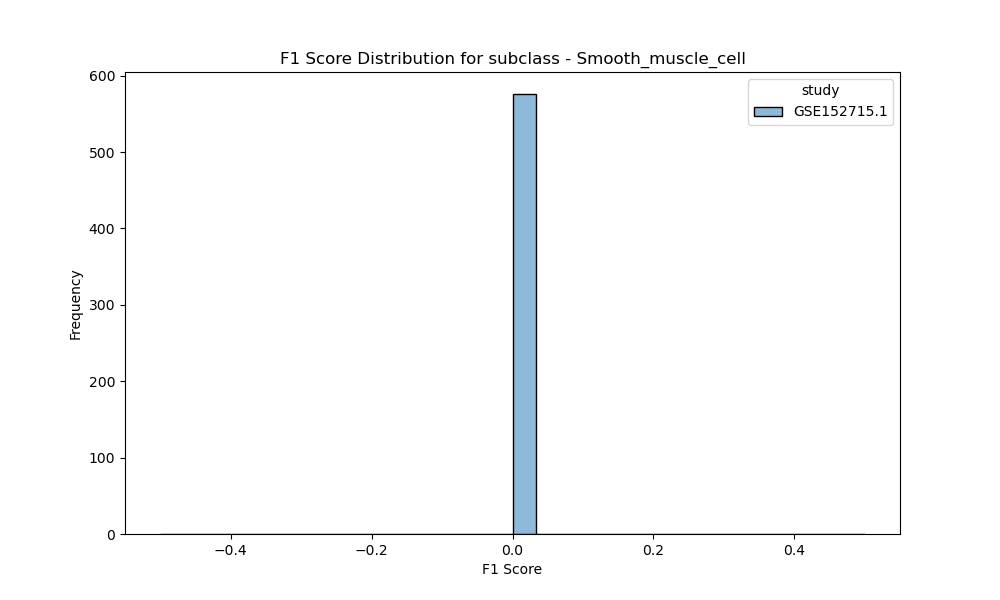 F1 Score Distribution for subclass - Smooth_muscle_cell
study
GSE152715.1
Frequency
600
500
400
300
200
100
0
−0.4
−0.2
0.0
0.2
0.4
F1 Score